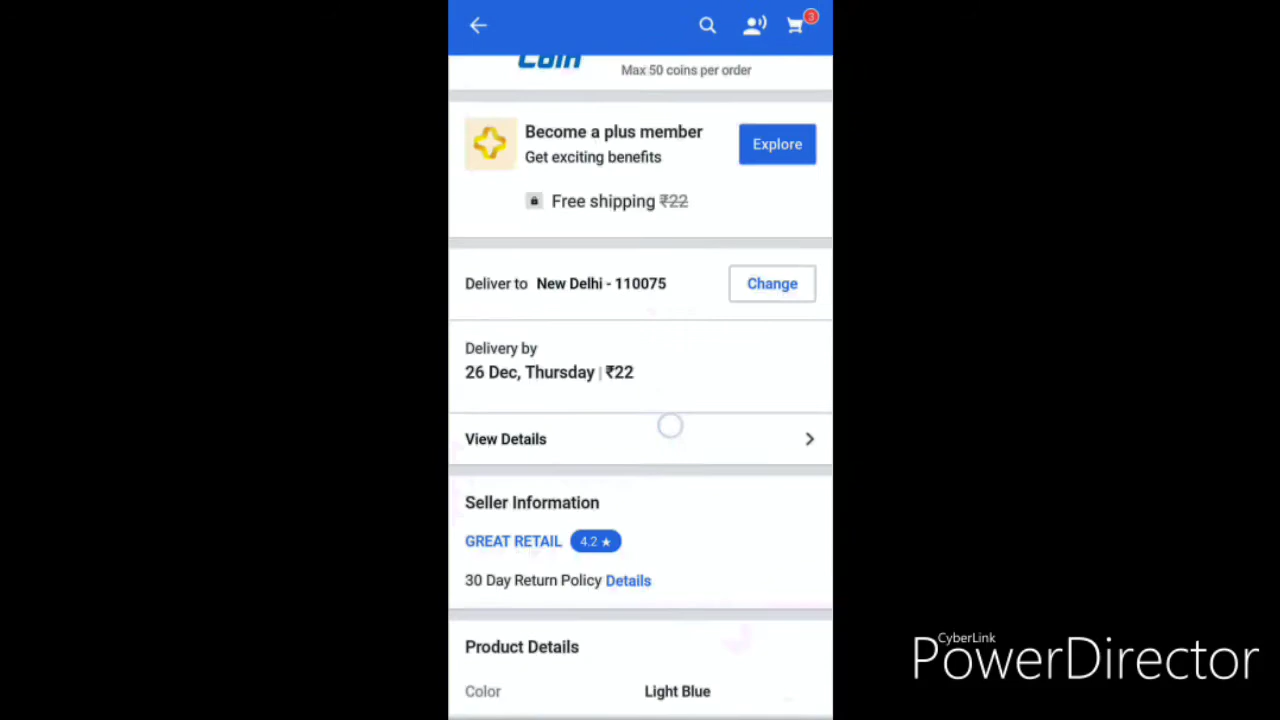 3
Coin
Max 50 coins per order
Become a plus member
Get exciting benefits
Explore
Free shipping ₹22
Deliver to New Delhi - 110075
Change
Delivery by
26 Dec, Thursday | ₹22
View Details
Seller Information
GREAT RETAIL 4.2 ★
30 Day Return Policy Details
Product Details
Color Light Blue
CyberLink
PowerDirector